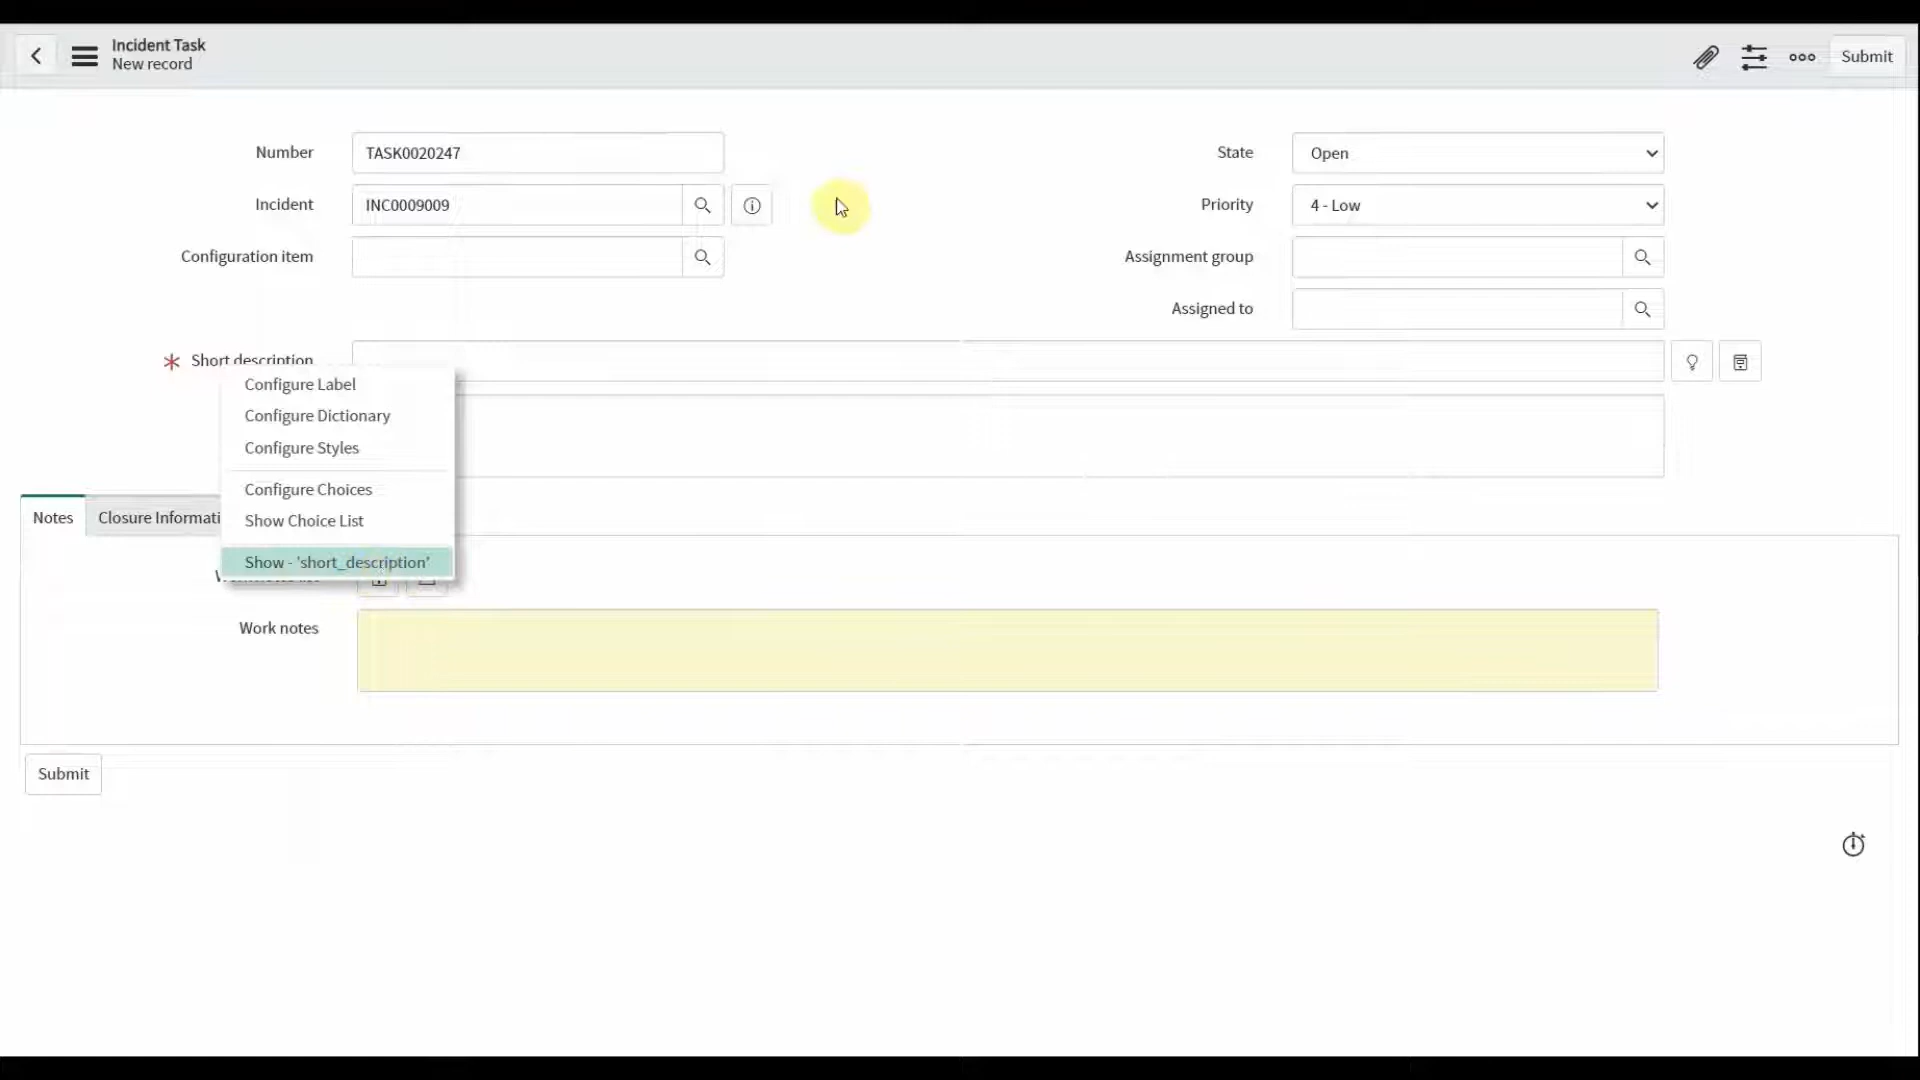 Incident Task
New record
Submit
Number
TASK0020247
State
Open
Incident
INC0009009
Priority
4 - Low
Configuration item
Assignment group
Assigned to
Short description
Configure Label
Configure Dictionary
Configure Styles
Configure Choices
Show Choice List
Show - 'short_description'
Notes
Closure Informati
Work notes
Submit